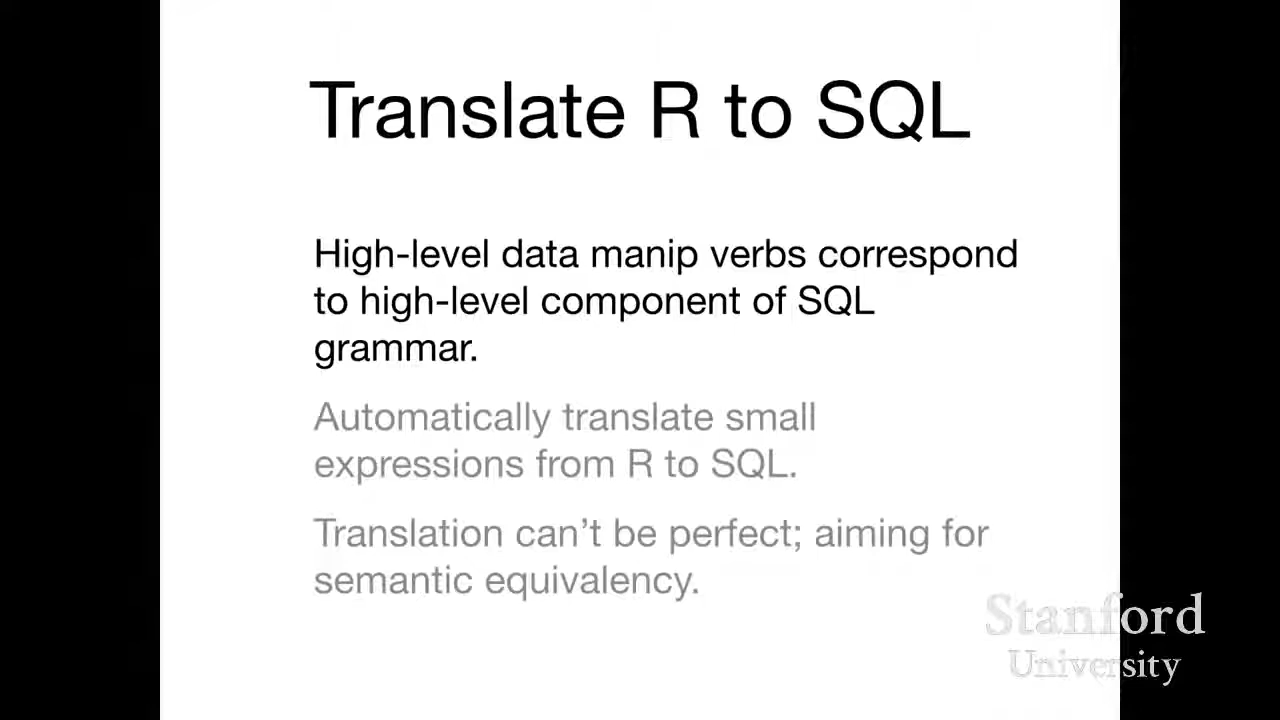 Translate R to SQL
High-level data manip verbs correspond
to high-level component of SQL
grammar.
Automatically translate small
expressions from R to SQL.
Translation can't be perfect; aiming for
semantic equivalency.
Stanford
University